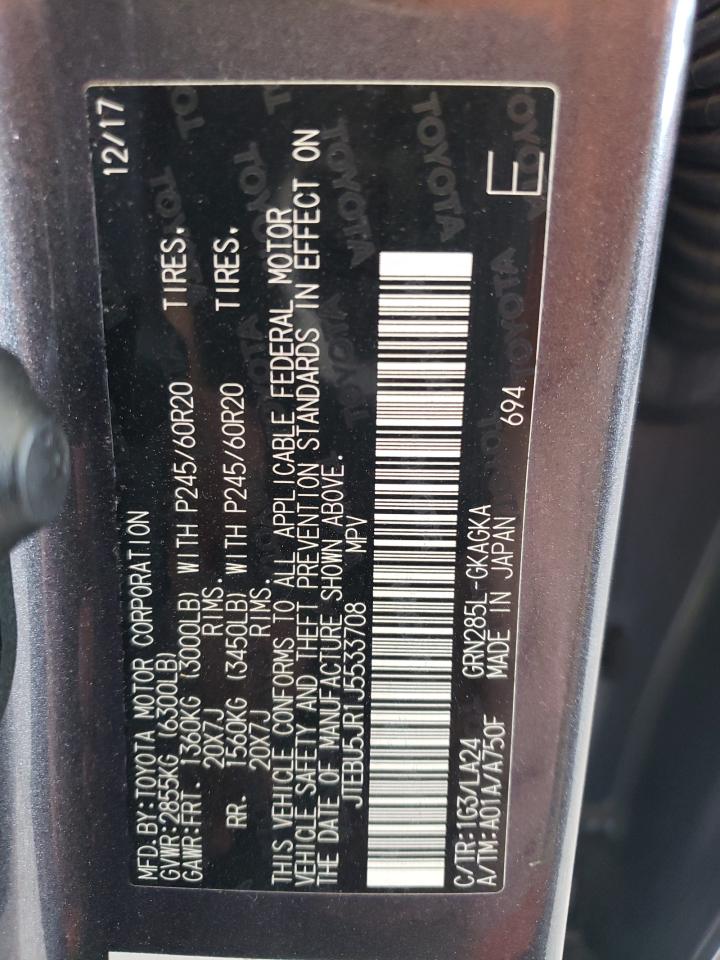 MFD.BY:TOYOTA MOTOR CORPORATION 12/17
GVWR:2855KG (6300LB)
GAWR:FRT. 1360KG (3000LB) WITH P245/60R20 TIRES.
20X7J RIMS.
RR. 1560KG (3450LB) WITH P245/60R20 TIRES.
20X7J RIMS.
THIS VEHICLE CONFORMS TO ALL APPLICABLE FEDERAL MOTOR
VEHICLE SAFETY AND THEFT PREVENTION STANDARDS IN EFFECT ON
THE DATE OF MANUFACTURE SHOWN ABOVE.
JTEBU5JR1J5533708 MPV
C/TR:1G3/LA24 GRN285L-GKAGKA
A/TM:A01A/A750F MADE IN JAPAN 694 E
TOYOTA